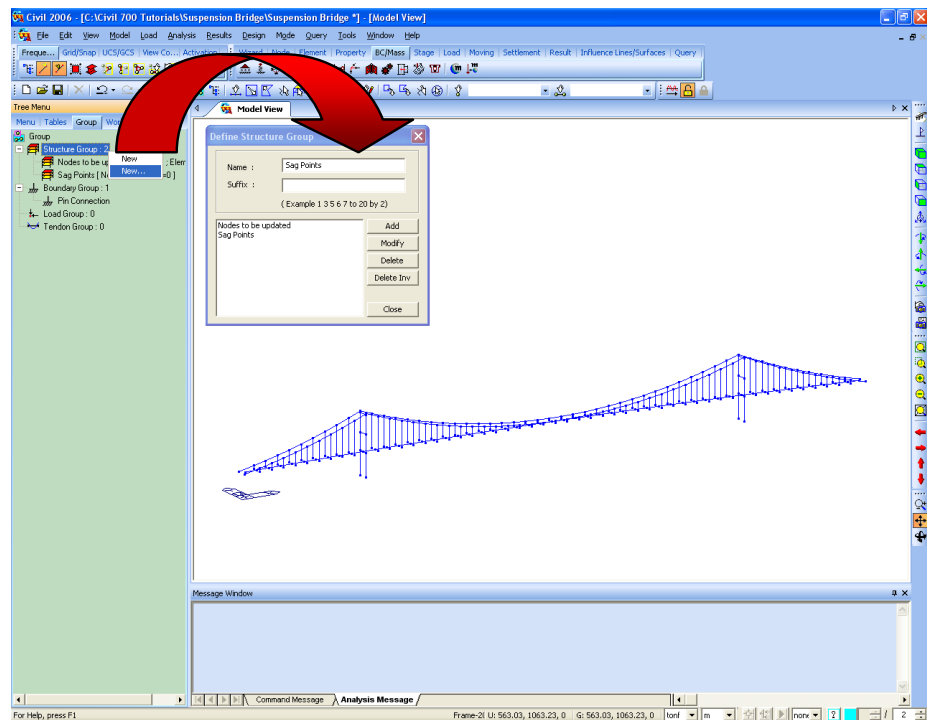 Civil 2006 - [C:\Civil 700 Tutorials\Suspension Bridge\Suspension Bridge *] - [Model View]
File Edit View Model Load Analysis Results Design Mode Query Tools Window Help
Freque... Grid/Snap UCS/GCS View Co... Activation Wizard Node Element Property BC/Mass Stage Load Moving Settlement Result Influence Lines/Surfaces Query
Tree Menu
Menu Tables Group
Model View
Group
Structure Group : 2
New
New...
Nodes to be up ; Elem
Sag Points [ N =0 ]
Boundary Group : 1
Pin Connection
Load Group : 0
Tendon Group : 0
Define Structure Group
Name : Sag Points
Suffix :
( Example 1 3 5 6 7 to 20 by 2)
Nodes to be updated
Sag Points
Add
Modify
Delete
Delete Inv
Close
Message Window
Command Message Analysis Message
For Help, press F1
Frame-2( U: 563.03, 1063.23, 0 G: 563.03, 1063.23, 0 tonf m none ? / 2